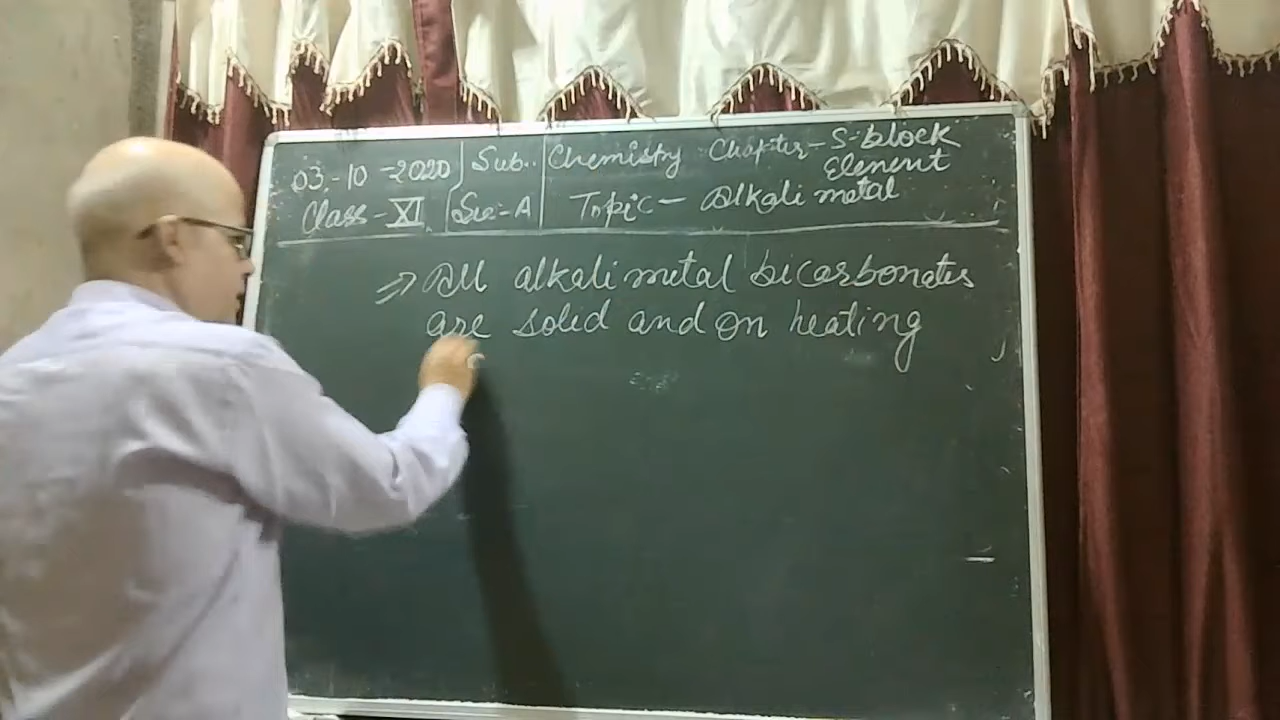 03-10-2020 Sub.. Chemistry Chapter- S-block
Element
Class-XI Sec-A Topic- Alkali metal
⇒ All alkali metal bicarbonates
are solid and on heating